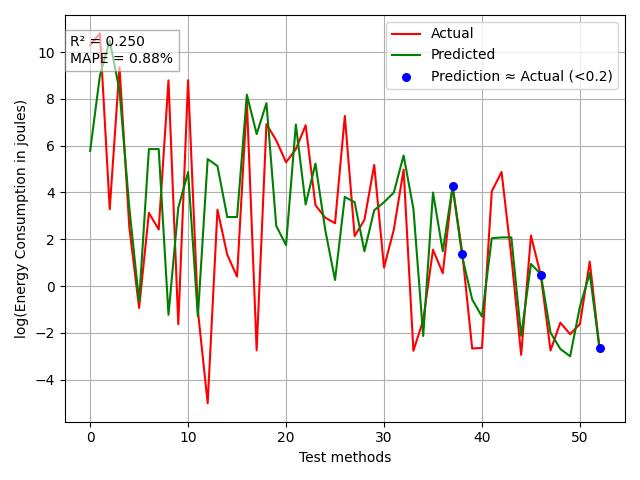 R² = 0.250
MAPE = 0.88%
Actual
Predicted
Prediction ≈ Actual (<0.2)
log(Energy Consumption in joules)
10
8
6
4
2
0
−2
−4
0
10
20
30
40
50
Test methods